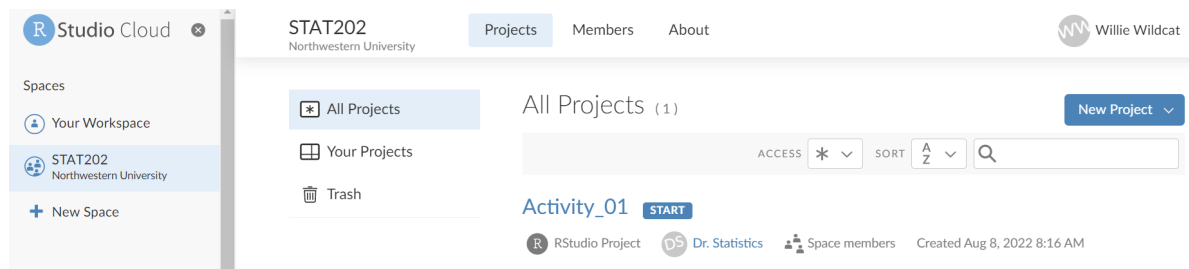 R Studio Cloud
Spaces
Your Workspace
STAT202
Northwestern University
New Space
STAT202
Northwestern University
Projects Members About
WW Willie Wildcat
All Projects
Your Projects
Trash
All Projects (1)
New Project
ACCESS * SORT A Z
Activity_01 START
R RStudio Project DS Dr. Statistics Space members Created Aug 8, 2022 8:16 AM